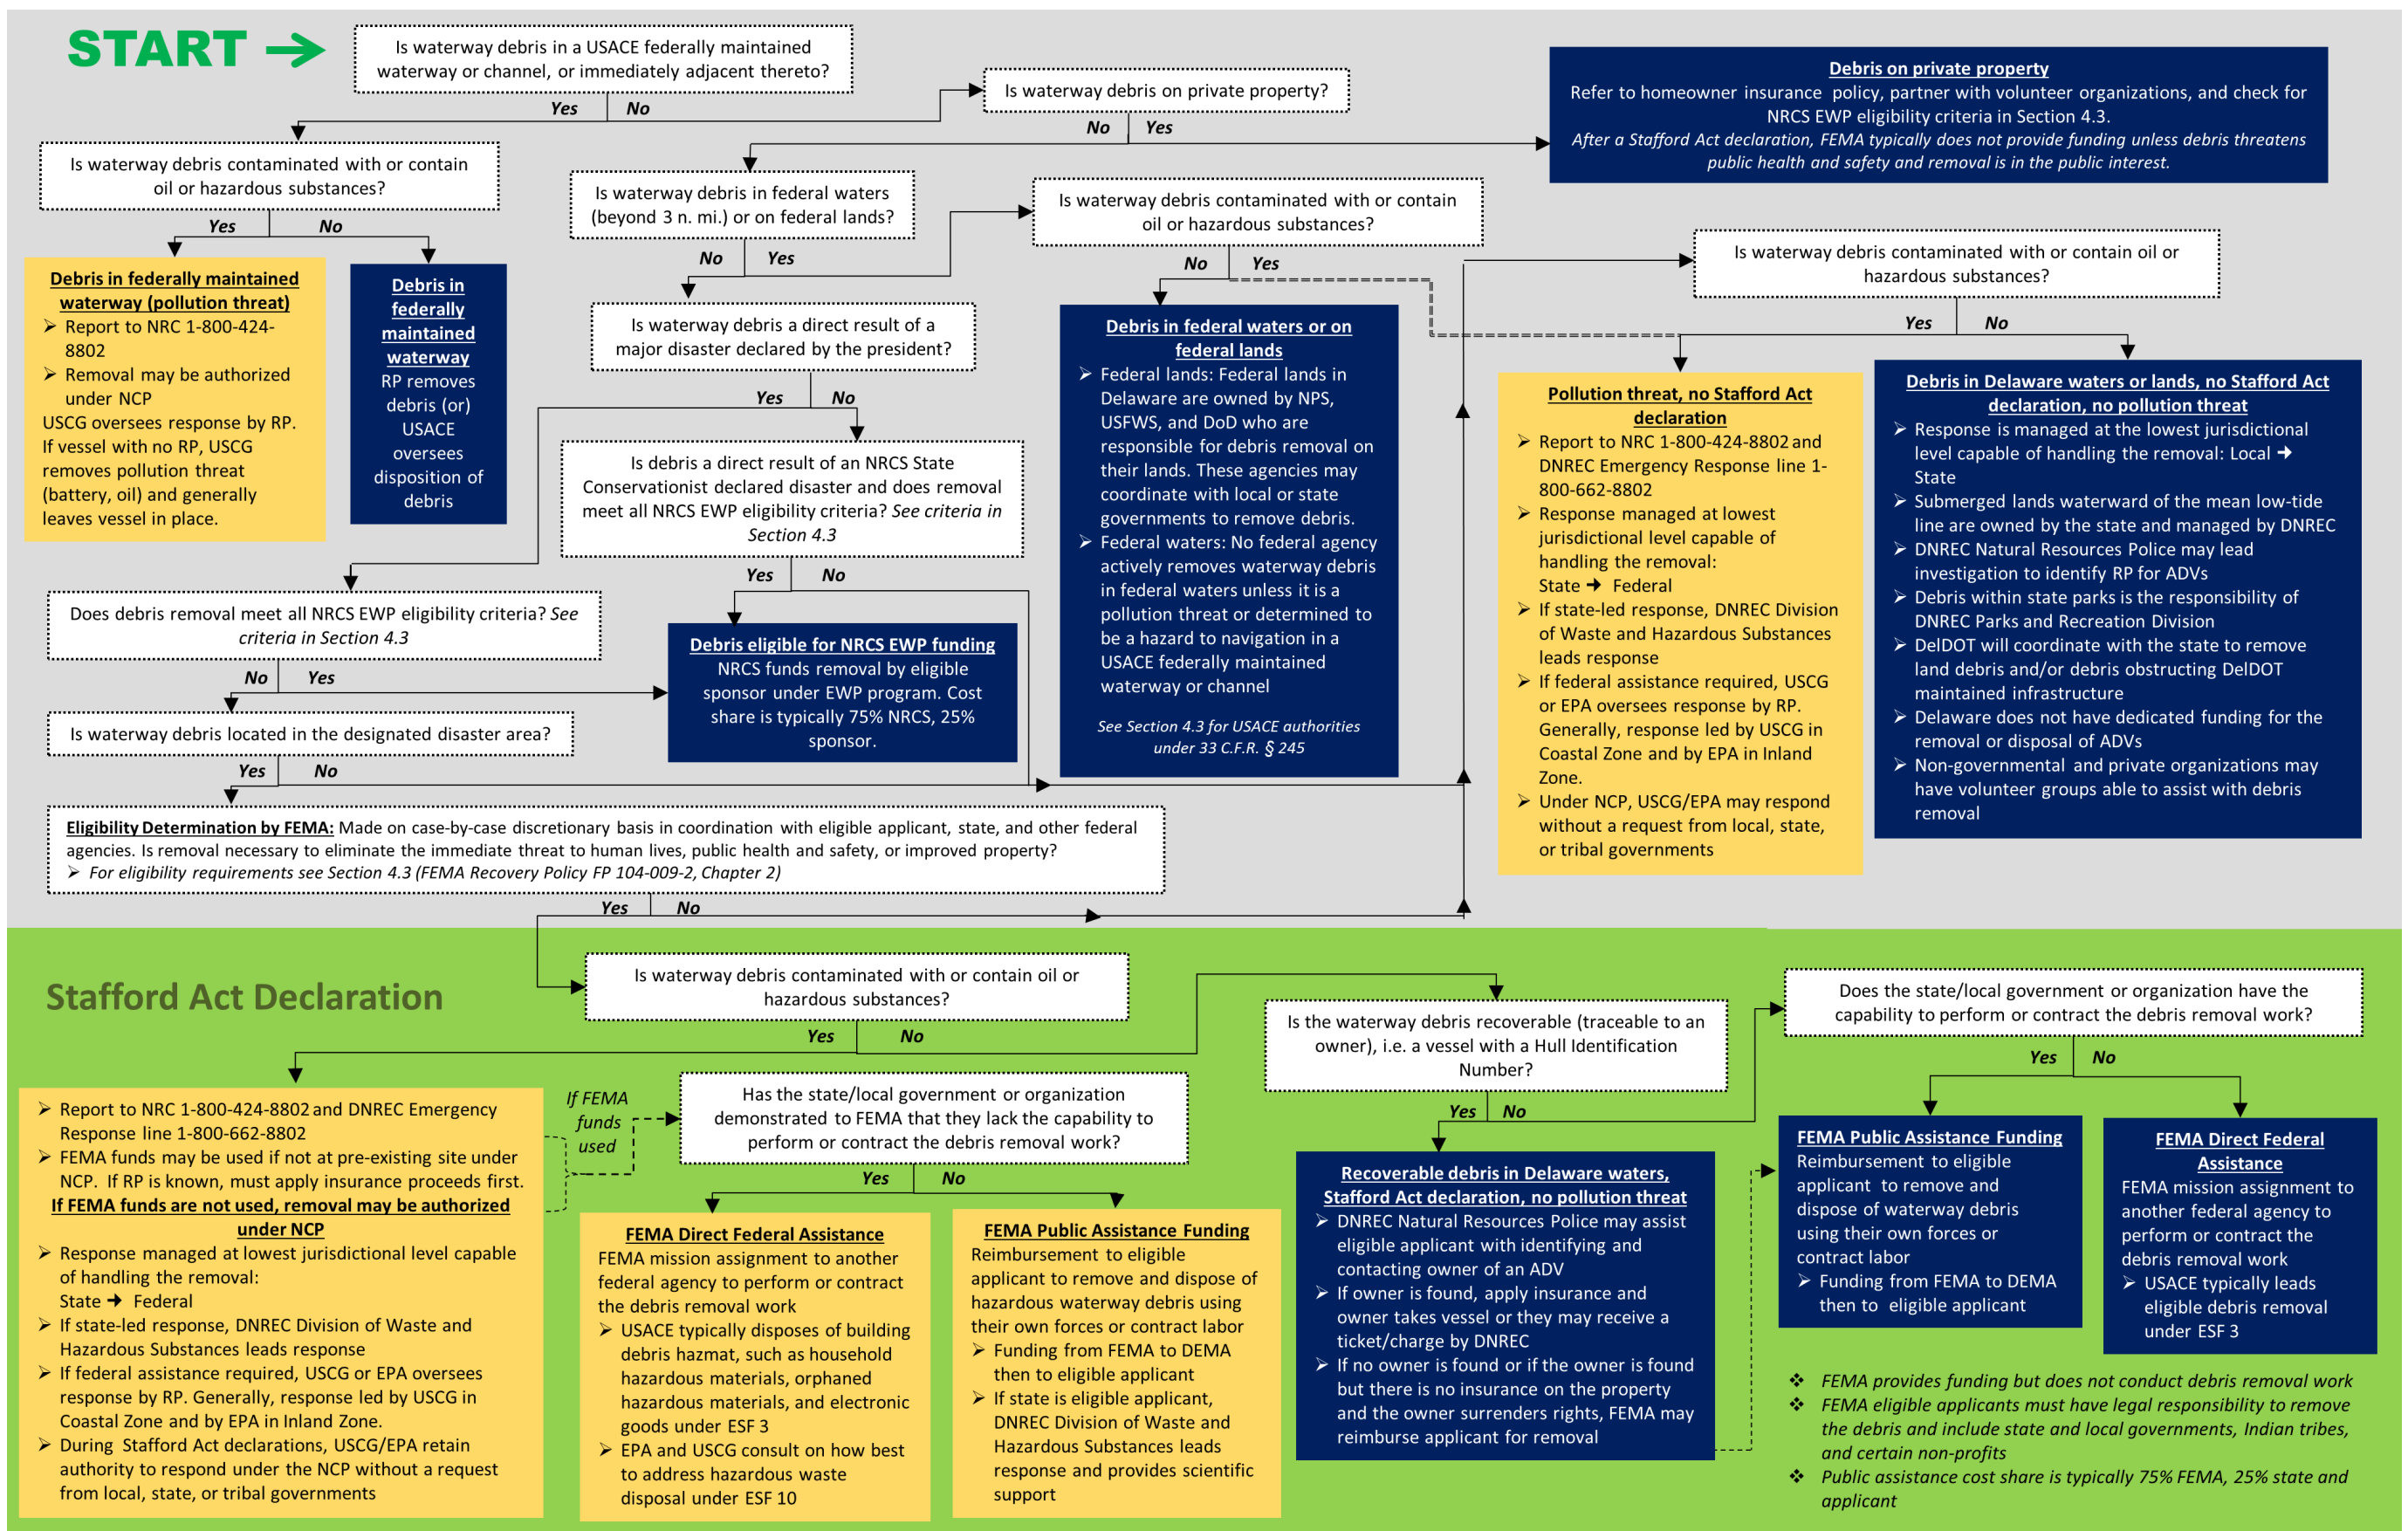 START
Is waterway debris in a USACE federally maintained
waterway or channel, or immediately adjacent thereto?
Yes
No
Is waterway debris on private property?
No
Yes
Debris on private property
Refer to homeowner insurance policy, partner with volunteer organizations, and check for
NRCS EWP eligibility criteria in Section 4.3.
After a Stafford Act declaration, FEMA typically does not provide funding unless debris threatens
public health and safety and removal is in the public interest.
Is waterway debris contaminated with or contain
oil or hazardous substances?
Yes
No
Debris in federally maintained
waterway (pollution threat)
➢ Report to NRC 1-800-424-
8802
➢ Removal may be authorized
under NCP
USCG oversees response by RP.
If vessel with no RP, USCG
removes pollution threat
(battery, oil) and generally
leaves vessel in place.
Debris in
federally
maintained
waterway
RP removes
debris (or)
USACE
oversees
disposition of
debris
Is waterway debris in federal waters
(beyond 3 n. mi.) or on federal lands?
No
Yes
Is waterway debris contaminated with or contain
oil or hazardous substances?
No
Yes
Debris in federal waters or on
federal lands
➢ Federal lands: Federal lands in
Delaware are owned by NPS,
USFWS, and DoD who are
responsible for debris removal on
their lands. These agencies may
coordinate with local or state
governments to remove debris.
➢ Federal waters: No federal agency
actively removes waterway debris
in federal waters unless it is a
pollution threat or determined to
be a hazard to navigation in a
USACE federally maintained
waterway or channel
See Section 4.3 for USACE authorities
under 33 C.F.R. § 245
Is waterway debris a direct result of a
major disaster declared by the president?
Yes
No
Is debris a direct result of an NRCS State
Conservationist declared disaster and does removal
meet all NRCS EWP eligibility criteria? See criteria in
Section 4.3
Yes
No
Does debris removal meet all NRCS EWP eligibility criteria? See
criteria in Section 4.3
No
Yes
Debris eligible for NRCS EWP funding
NRCS funds removal by eligible
sponsor under EWP program. Cost
share is typically 75% NRCS, 25%
sponsor.
Is waterway debris located in the designated disaster area?
Yes
No
Eligibility Determination by FEMA: Made on case-by-case discretionary basis in coordination with eligible applicant, state, and other federal
agencies. Is removal necessary to eliminate the immediate threat to human lives, public health and safety, or improved property?
➢ For eligibility requirements see Section 4.3 (FEMA Recovery Policy FP 104-009-2, Chapter 2)
Yes
No
Is waterway debris contaminated with or contain oil or
hazardous substances?
Yes
No
Pollution threat, no Stafford Act
declaration
➢ Report to NRC 1-800-424-8802 and
DNREC Emergency Response line 1-
800-662-8802
➢ Response managed at lowest
jurisdictional level capable of
handling the removal:
State → Federal
➢ If state-led response, DNREC Division
of Waste and Hazardous Substances
leads response
➢ If federal assistance required, USCG
or EPA oversees response by RP.
Generally, response led by USCG in
Coastal Zone and by EPA in Inland
Zone.
➢ Under NCP, USCG/EPA may respond
without a request from local, state,
or tribal governments
Debris in Delaware waters or lands, no Stafford Act
declaration, no pollution threat
➢ Response is managed at the lowest jurisdictional
level capable of handling the removal: Local →
State
➢ Submerged lands waterward of the mean low-tide
line are owned by the state and managed by DNREC
➢ DNREC Natural Resources Police may lead
investigation to identify RP for ADVs
➢ Debris within state parks is the responsibility of
DNREC Parks and Recreation Division
➢ DelDOT will coordinate with the state to remove
land debris and/or debris obstructing DelDOT
maintained infrastructure
➢ Delaware does not have dedicated funding for the
removal or disposal of ADVs
➢ Non-governmental and private organizations may
have volunteer groups able to assist with debris
removal
Stafford Act Declaration
Is waterway debris contaminated with or contain oil or
hazardous substances?
Yes
No
➢ Report to NRC 1-800-424-8802 and DNREC Emergency
Response line 1-800-662-8802
➢ FEMA funds may be used if not at pre-existing site under
NCP. If RP is known, must apply insurance proceeds first.
If FEMA funds are not used, removal may be authorized
under NCP
➢ Response managed at lowest jurisdictional level capable
of handling the removal:
State → Federal
➢ If state-led response, DNREC Division of Waste and
Hazardous Substances leads response
➢ If federal assistance required, USCG or EPA oversees
response by RP. Generally, response led by USCG in
Coastal Zone and by EPA in Inland Zone.
➢ During Stafford Act declarations, USCG/EPA retain
authority to respond under the NCP without a request
from local, state, or tribal governments
If FEMA
funds
used
Has the state/local government or organization
demonstrated to FEMA that they lack the capability to
perform or contract the debris removal work?
Yes
No
FEMA Direct Federal Assistance
FEMA mission assignment to another
federal agency to perform or contract
the debris removal work
➢ USACE typically disposes of building
debris hazmat, such as household
hazardous materials, orphaned
hazardous materials, and electronic
goods under ESF 3
➢ EPA and USCG consult on how best
to address hazardous waste
disposal under ESF 10
FEMA Public Assistance Funding
Reimbursement to eligible
applicant to remove and dispose of
hazardous waterway debris using
their own forces or contract labor
➢ Funding from FEMA to DEMA
then to eligible applicant
➢ If state is eligible applicant,
DNREC Division of Waste and
Hazardous Substances leads
response and provides scientific
support
Is the waterway debris recoverable (traceable to an
owner), i.e. a vessel with a Hull Identification
Number?
Yes
No
Recoverable debris in Delaware waters,
Stafford Act declaration, no pollution threat
➢ DNREC Natural Resources Police may assist
eligible applicant with identifying and
contacting owner of an ADV
➢ If owner is found, apply insurance and
owner takes vessel or they may receive a
ticket/charge by DNREC
➢ If no owner is found or if the owner is found
but there is no insurance on the property
and the owner surrenders rights, FEMA may
reimburse applicant for removal
Does the state/local government or organization have the
capability to perform or contract the debris removal work?
Yes
No
FEMA Public Assistance Funding
Reimbursement to eligible
applicant to remove and
dispose of waterway debris
using their own forces or
contract labor
➢ Funding from FEMA to DEMA
then to eligible applicant
FEMA Direct Federal
Assistance
FEMA mission assignment to
another federal agency to
perform or contract the
debris removal work
➢ USACE typically leads
eligible debris removal
under ESF 3
❖ FEMA provides funding but does not conduct debris removal work
❖ FEMA eligible applicants must have legal responsibility to remove
the debris and include state and local governments, Indian tribes,
and certain non-profits
❖ Public assistance cost share is typically 75% FEMA, 25% state and
applicant